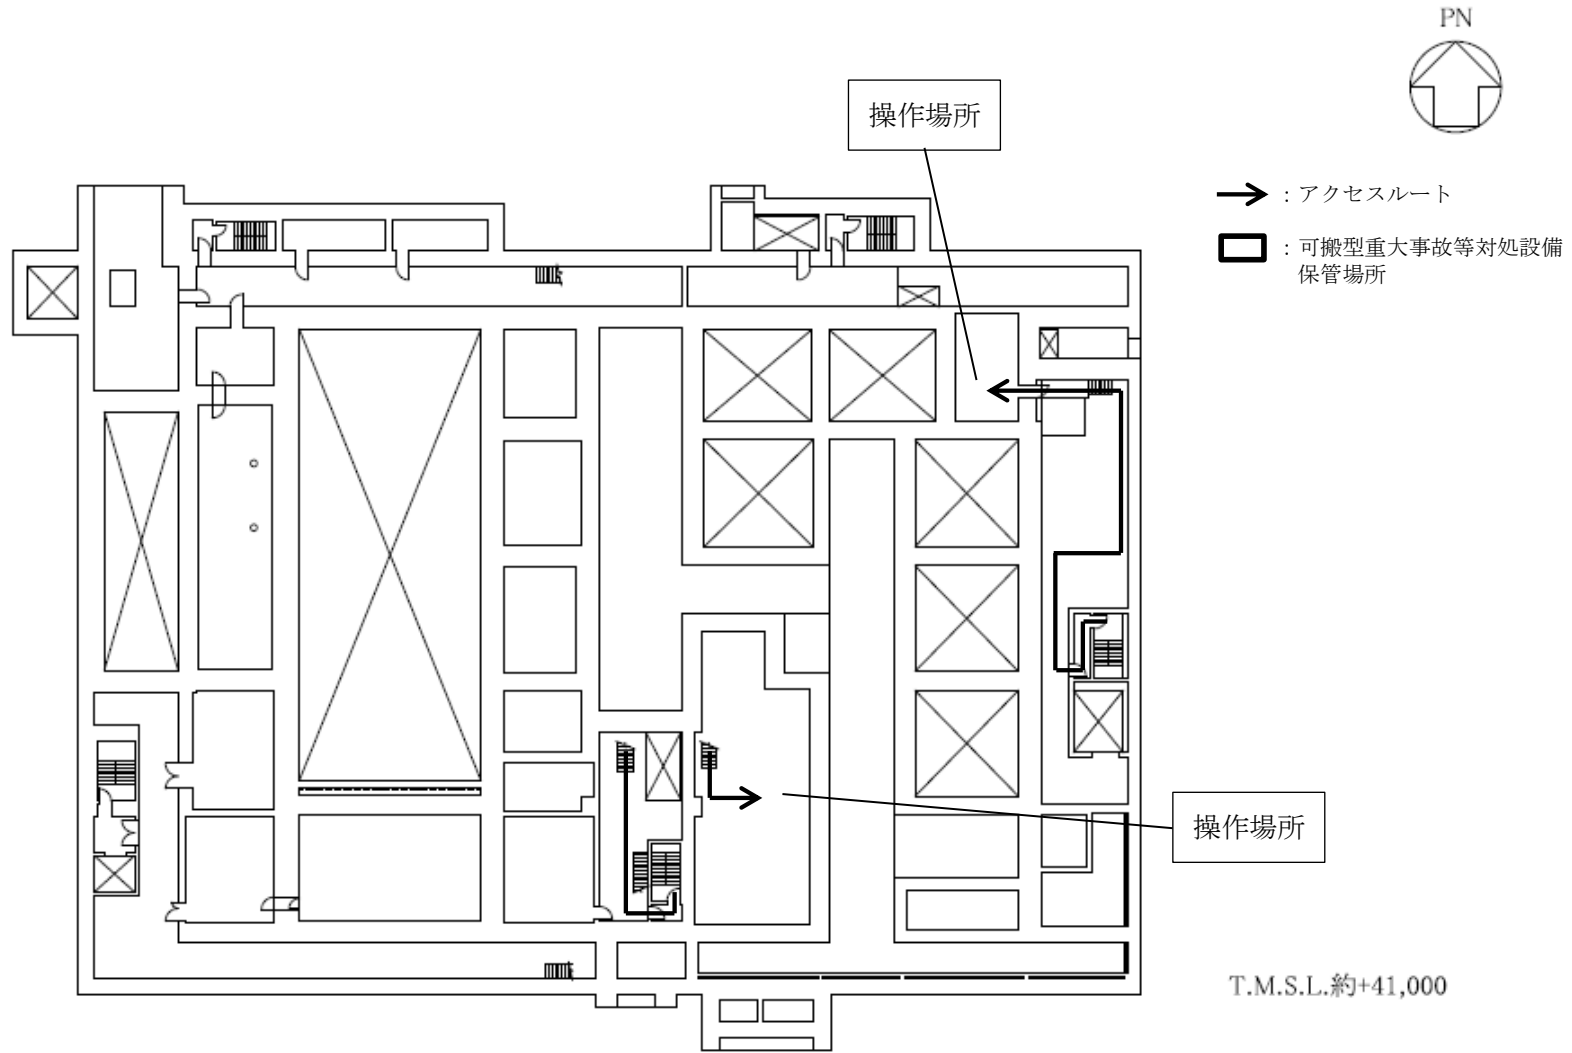 PN
操作場所
：アクセスルート
：可搬型重大事故等対処設備
保管場所
操作場所
T.M.S.L.約+41,000